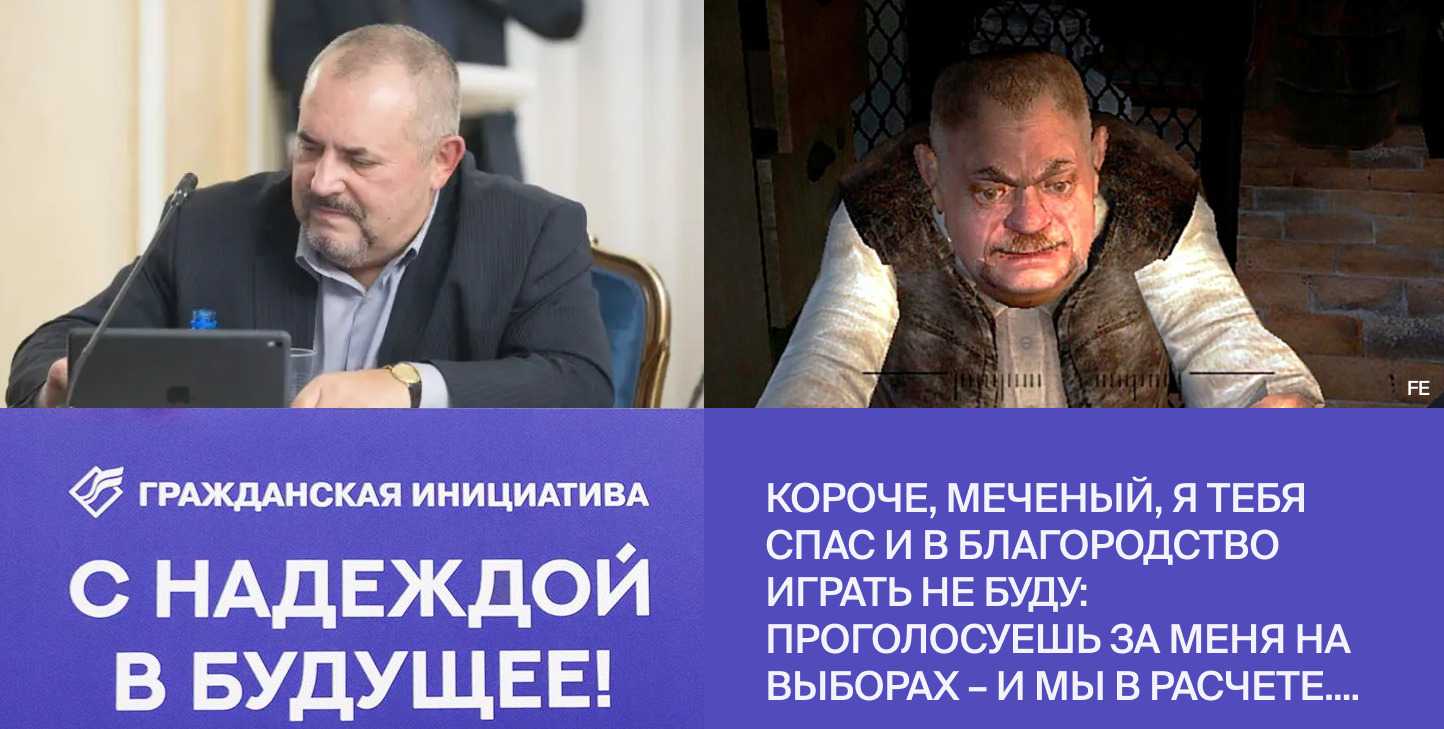 FE
ГРАЖДАНСКАЯ ИНИЦИАТИВА
С НАДЕЖДОЙ
В БУДУЩЕЕ!
КОРОЧЕ, МЕЧЕНЫЙ, Я ТЕБЯ
СПАС И В БЛАГОРОДСТВО
ИГРАТЬ НЕ БУДУ:
ПРОГОЛОСУЕШЬ ЗА МЕНЯ НА
ВЫБОРАХ – И МЫ В РАСЧЕТЕ....